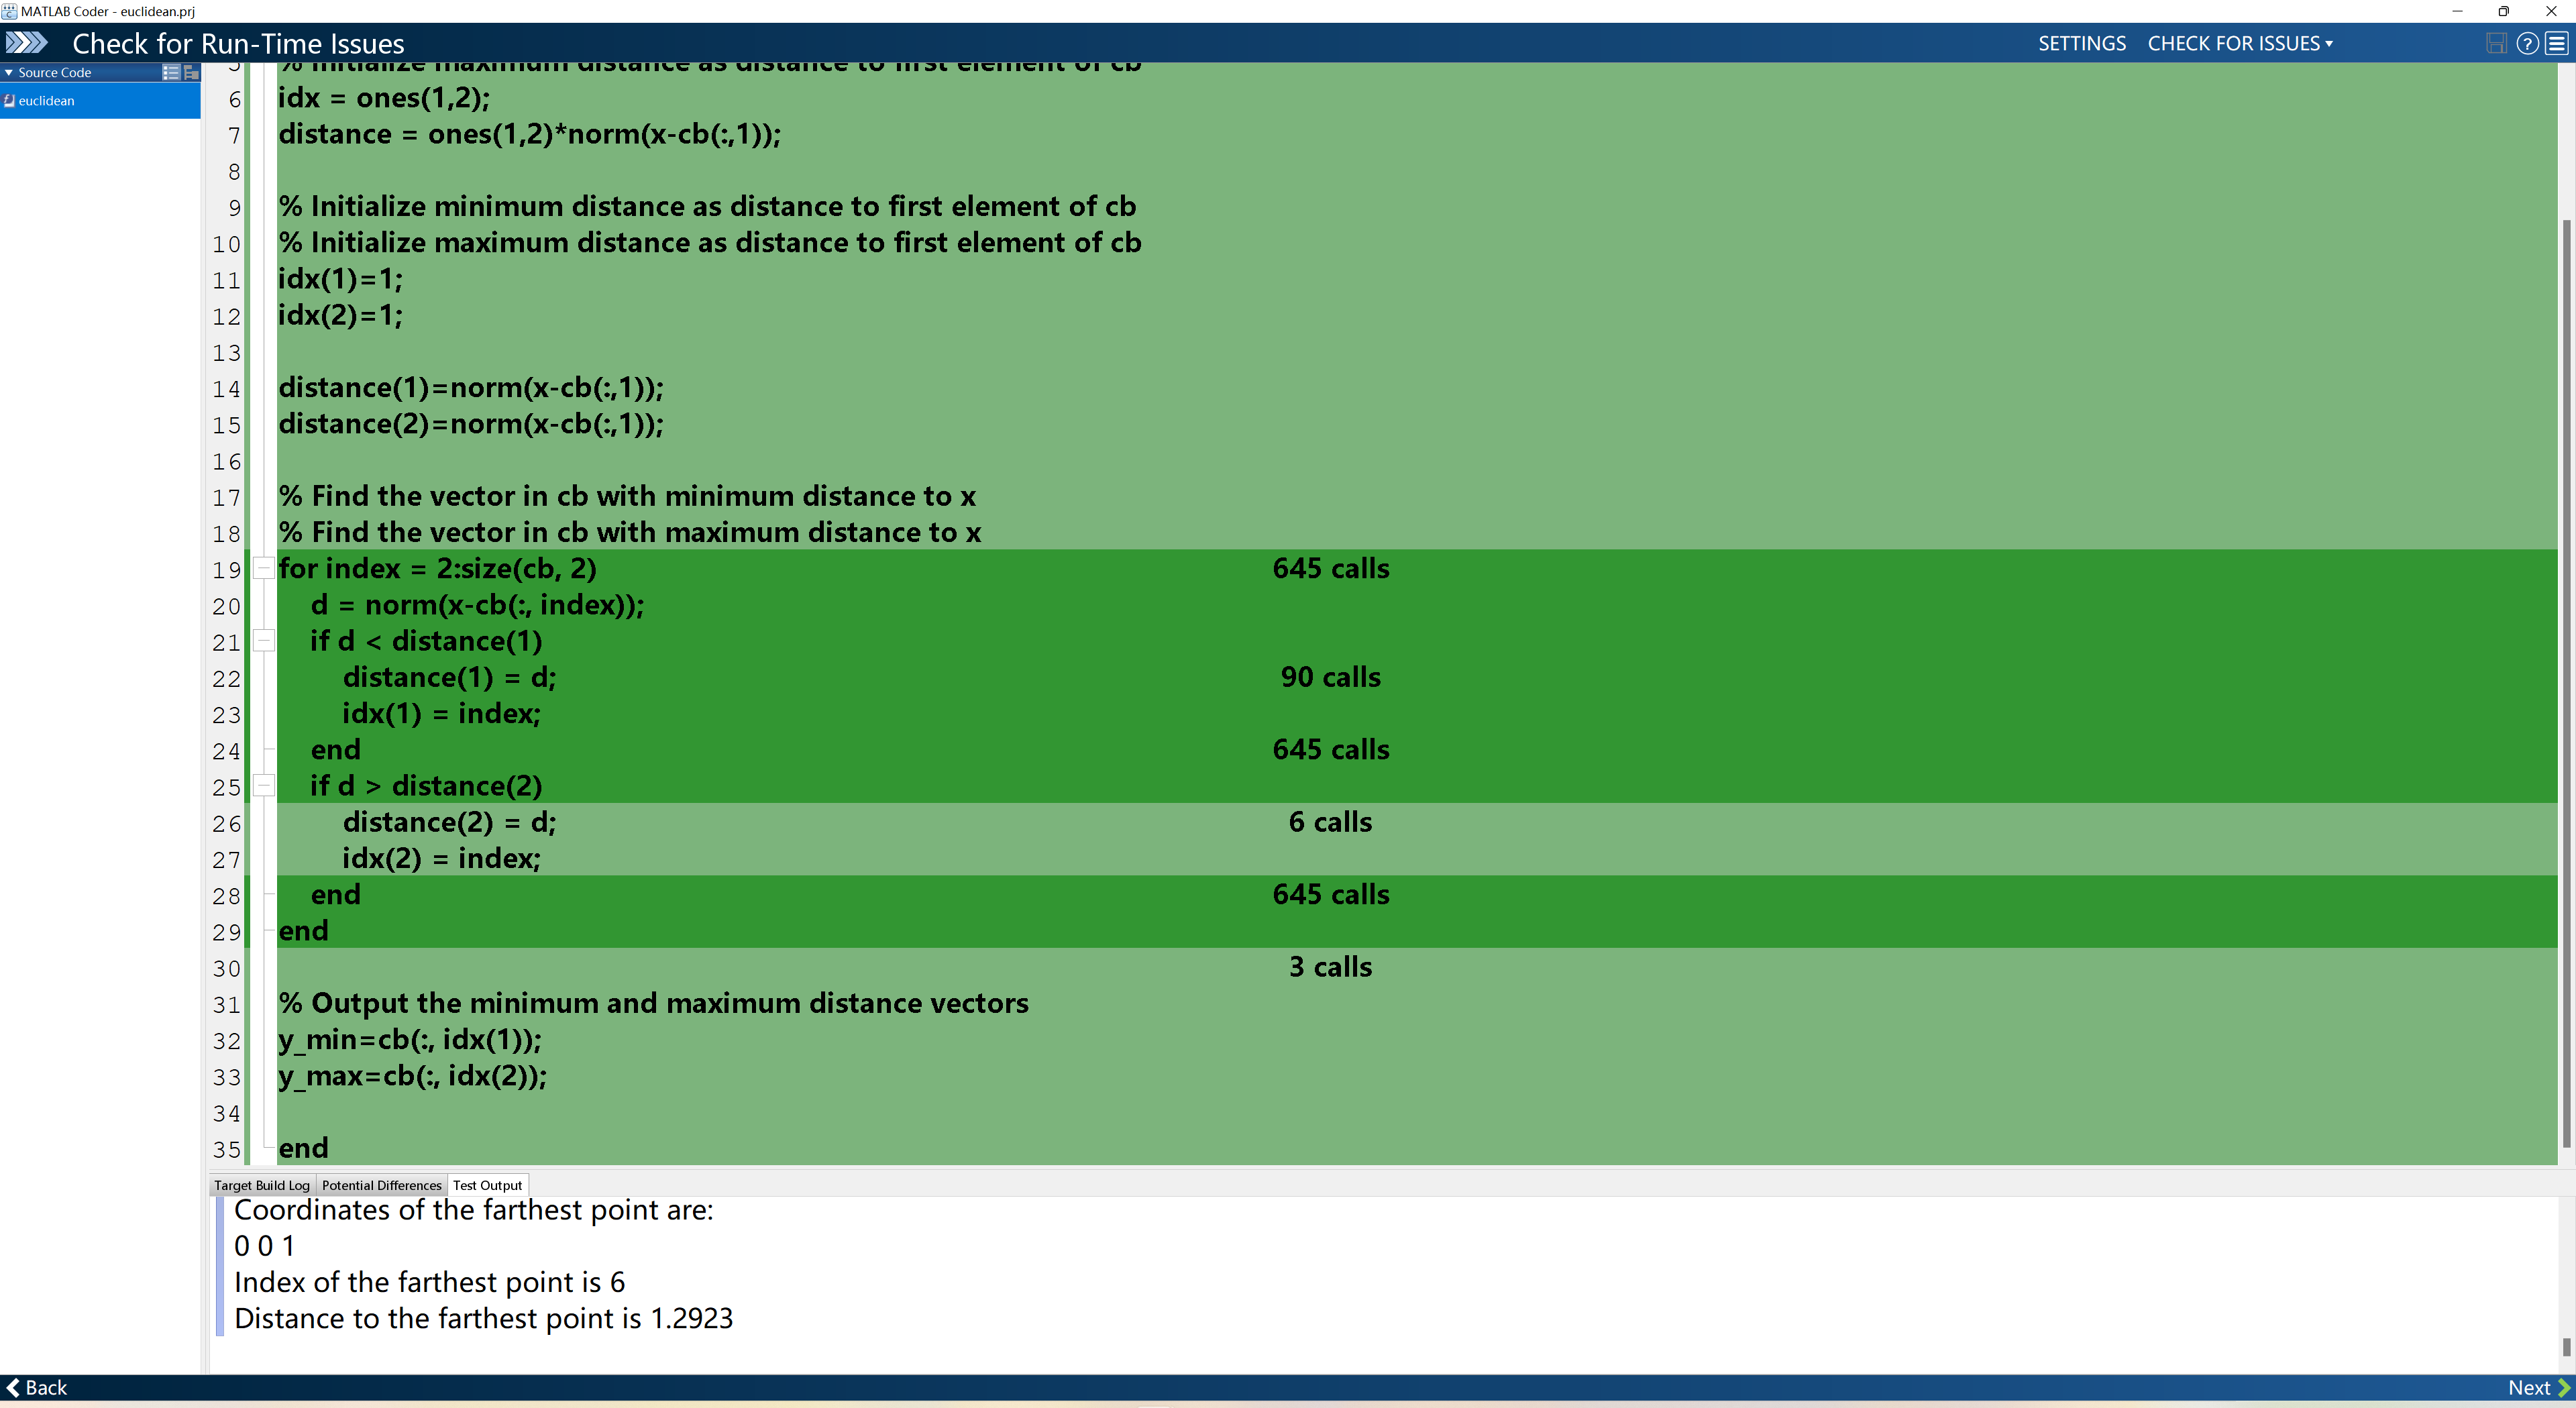 MATLAB Coder - euclidean.prj
Check for Run-Time Issues
SETTINGS CHECK FOR ISSUES
Source Code
euclidean
5 % Initialize maximum distance as distance to first element of cb
6 idx = ones(1,2);
7 distance = ones(1,2)*norm(x-cb(:,1));
8
9 % Initialize minimum distance as distance to first element of cb
10 % Initialize maximum distance as distance to first element of cb
11 idx(1)=1;
12 idx(2)=1;
13
14 distance(1)=norm(x-cb(:,1));
15 distance(2)=norm(x-cb(:,1));
16
17 % Find the vector in cb with minimum distance to x
18 % Find the vector in cb with maximum distance to x
19 for index = 2:size(cb, 2) 645 calls
20 d = norm(x-cb(:, index));
21 if d < distance(1)
22 distance(1) = d; 90 calls
23 idx(1) = index;
24 end 645 calls
25 if d > distance(2)
26 distance(2) = d; 6 calls
27 idx(2) = index;
28 end 645 calls
29 end
30 3 calls
31 % Output the minimum and maximum distance vectors
32 y_min=cb(:, idx(1));
33 y_max=cb(:, idx(2));
34
35 end
Target Build Log Potential Differences Test Output
Coordinates of the farthest point are:
0 0 1
Index of the farthest point is 6
Distance to the farthest point is 1.2923
Back
Next